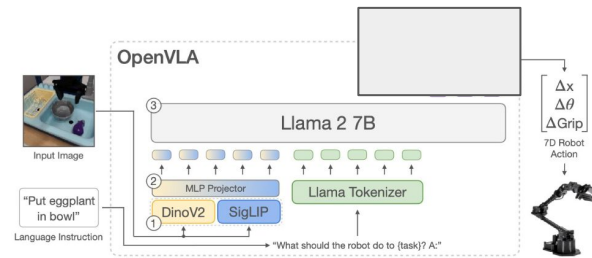 OpenVLA
3
Llama 2 7B
Δx
Δθ
ΔGrip
7D Robot
Action
Input Image
2
MLP Projector
Llama Tokenizer
1
DinoV2
SigLIP
“Put eggplant
in bowl”
Language Instruction
“What should the robot do to {task}? A:”